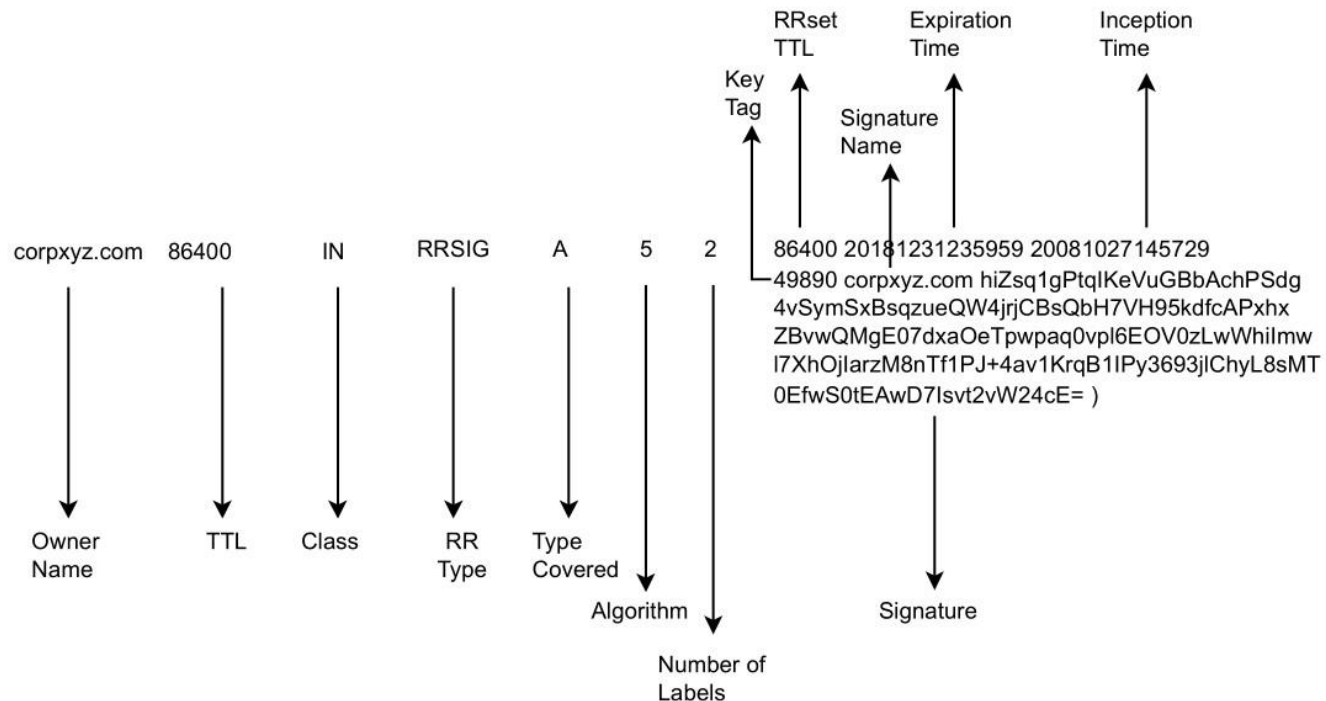 RRset TTL
Expiration Time
Inception Time
Key Tag
Signature Name
corpxyz.com 86400 IN RRSIG A 5 2 86400 20181231235959 20081027145729
49890 corpxyz.com hiZsq1gPtqIKeVuGBbAchPSdg
4vSymSxBsqzueQW4jrjCBsQbH7VH95kdfcAPxhx
ZBvwQMgE07dxaOeTpwpaq0vpl6EOV0zLwWhiImw
l7XhOjIarzM8nTf1PJ+4av1KrqB1lPy3693jlChyL8sMT
0EfwS0tEAwD7Isvt2vW24cE= )
Owner Name
TTL
Class
RR Type
Type Covered
Algorithm
Number of Labels
Signature